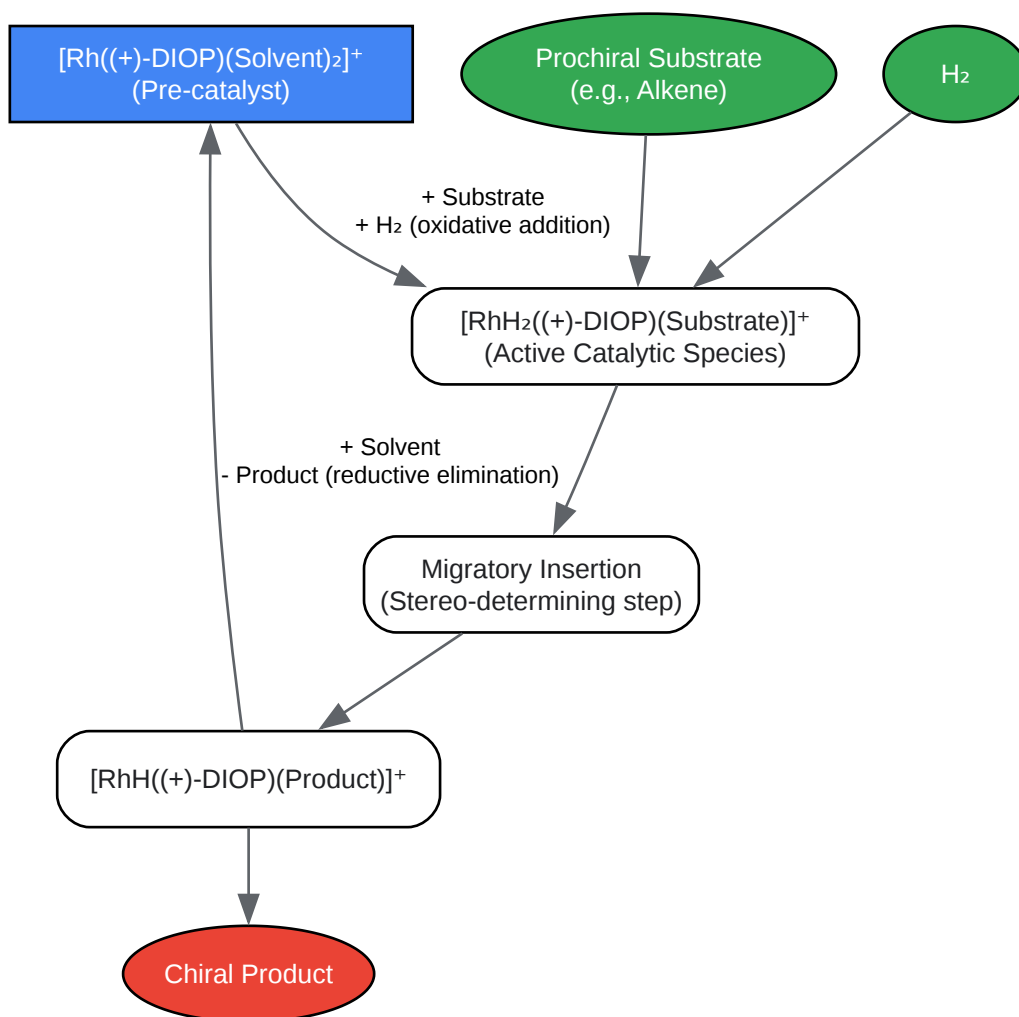 [Rh((+)-DIOP)(Solvent)₂]⁺
(Pre-catalyst)
Prochiral Substrate
(e.g., Alkene)
H₂
+ Substrate
+ H₂ (oxidative addition)
[RhH₂((+)-DIOP)(Substrate)]⁺
(Active Catalytic Species)
+ Solvent
- Product (reductive elimination)
Migratory Insertion
(Stereo-determining step)
[RhH((+)-DIOP)(Product)]⁺
Chiral Product